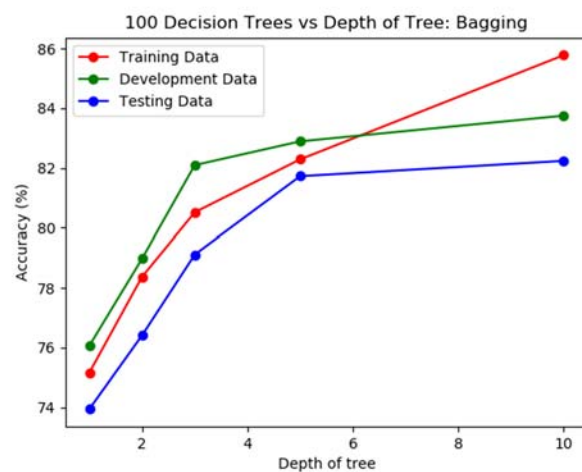 100 Decision Trees vs Depth of Tree: Bagging
86
84
82
80
78
76
74
Accuracy (%)
Training Data
Development Data
Testing Data
2
4
6
8
10
Depth of tree